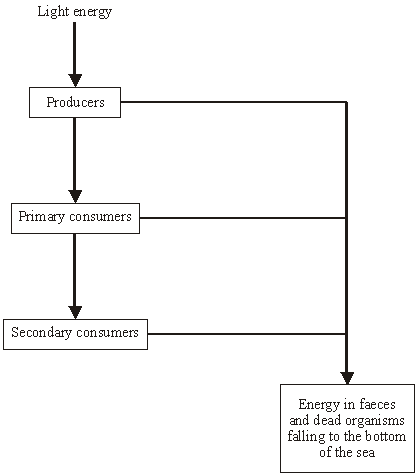 Light energy
Producers
Primary consumers
Secondary consumers
Energy in faeces
and dead organisms
falling to the bottom
of the sea